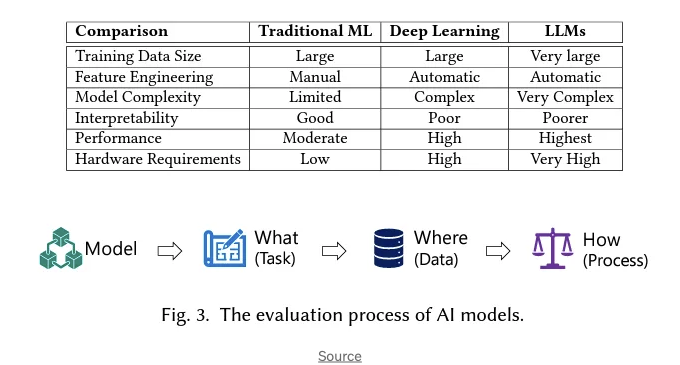 Comparison Traditional ML Deep Learning LLMs
Training Data Size Large Large Very large
Feature Engineering Manual Automatic Automatic
Model Complexity Limited Complex Very Complex
Interpretability Good Poor Poorer
Performance Moderate High Highest
Hardware Requirements Low High Very High
Model
What
(Task)
Where
(Data)
How
(Process)
Fig. 3. The evaluation process of AI models.
Source